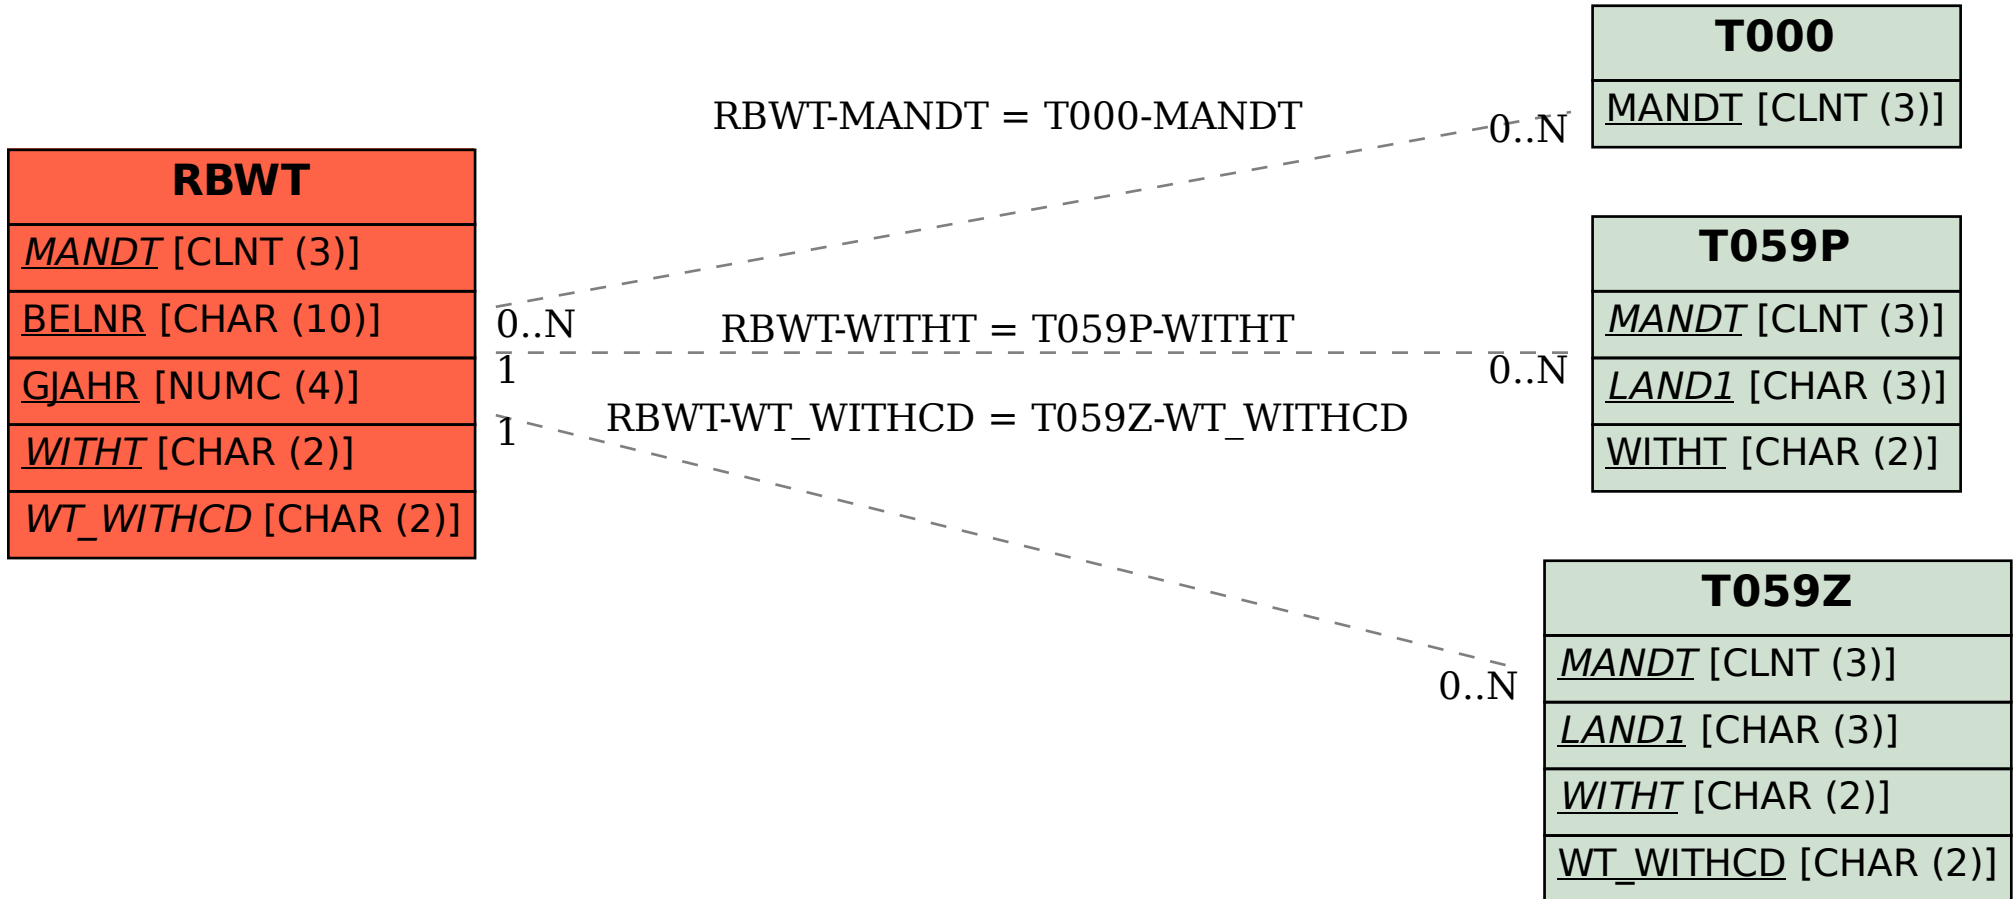 RBWT
MANDT [CLNT (3)]
BELNR [CHAR (10)]
GJAHR [NUMC (4)]
WITHT [CHAR (2)]
WT_WITHCD [CHAR (2)]
RBWT-MANDT = T000-MANDT
0..N
0..N
RBWT-WITHT = T059P-WITHT
1
0..N
RBWT-WT_WITHCD = T059Z-WT_WITHCD
1
0..N
T000
MANDT [CLNT (3)]
T059P
MANDT [CLNT (3)]
LAND1 [CHAR (3)]
WITHT [CHAR (2)]
T059Z
MANDT [CLNT (3)]
LAND1 [CHAR (3)]
WITHT [CHAR (2)]
WT_WITHCD [CHAR (2)]